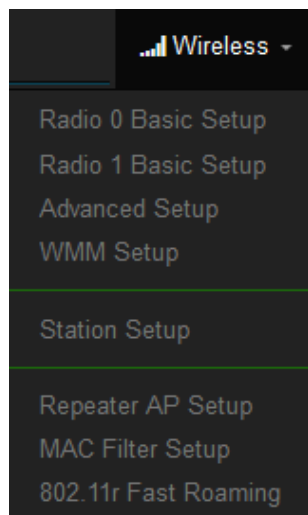 Wireless
Radio 0 Basic Setup
Radio 1 Basic Setup
Advanced Setup
WMM Setup
Station Setup
Repeater AP Setup
MAC Filter Setup
802.11r Fast Roaming